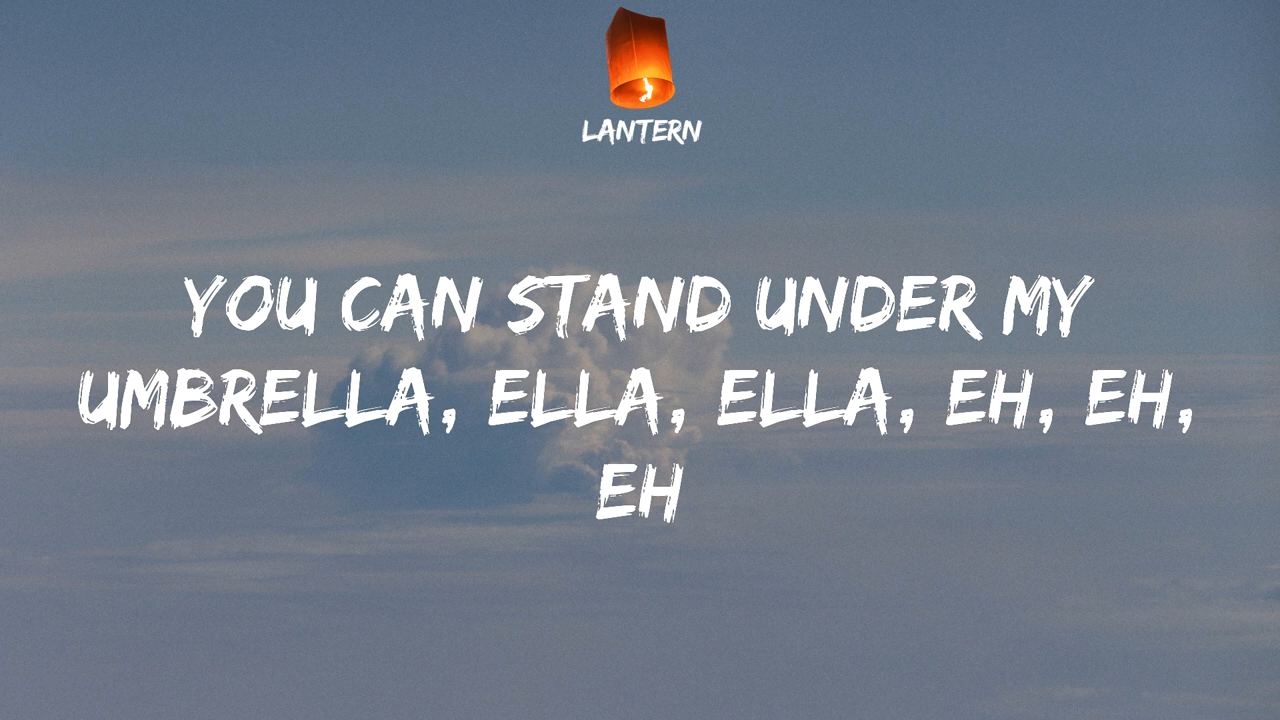 LANTERN
YOU CAN STAND UNDER MY
UMBRELLA, ELLA, ELLA, EH, EH,
EH